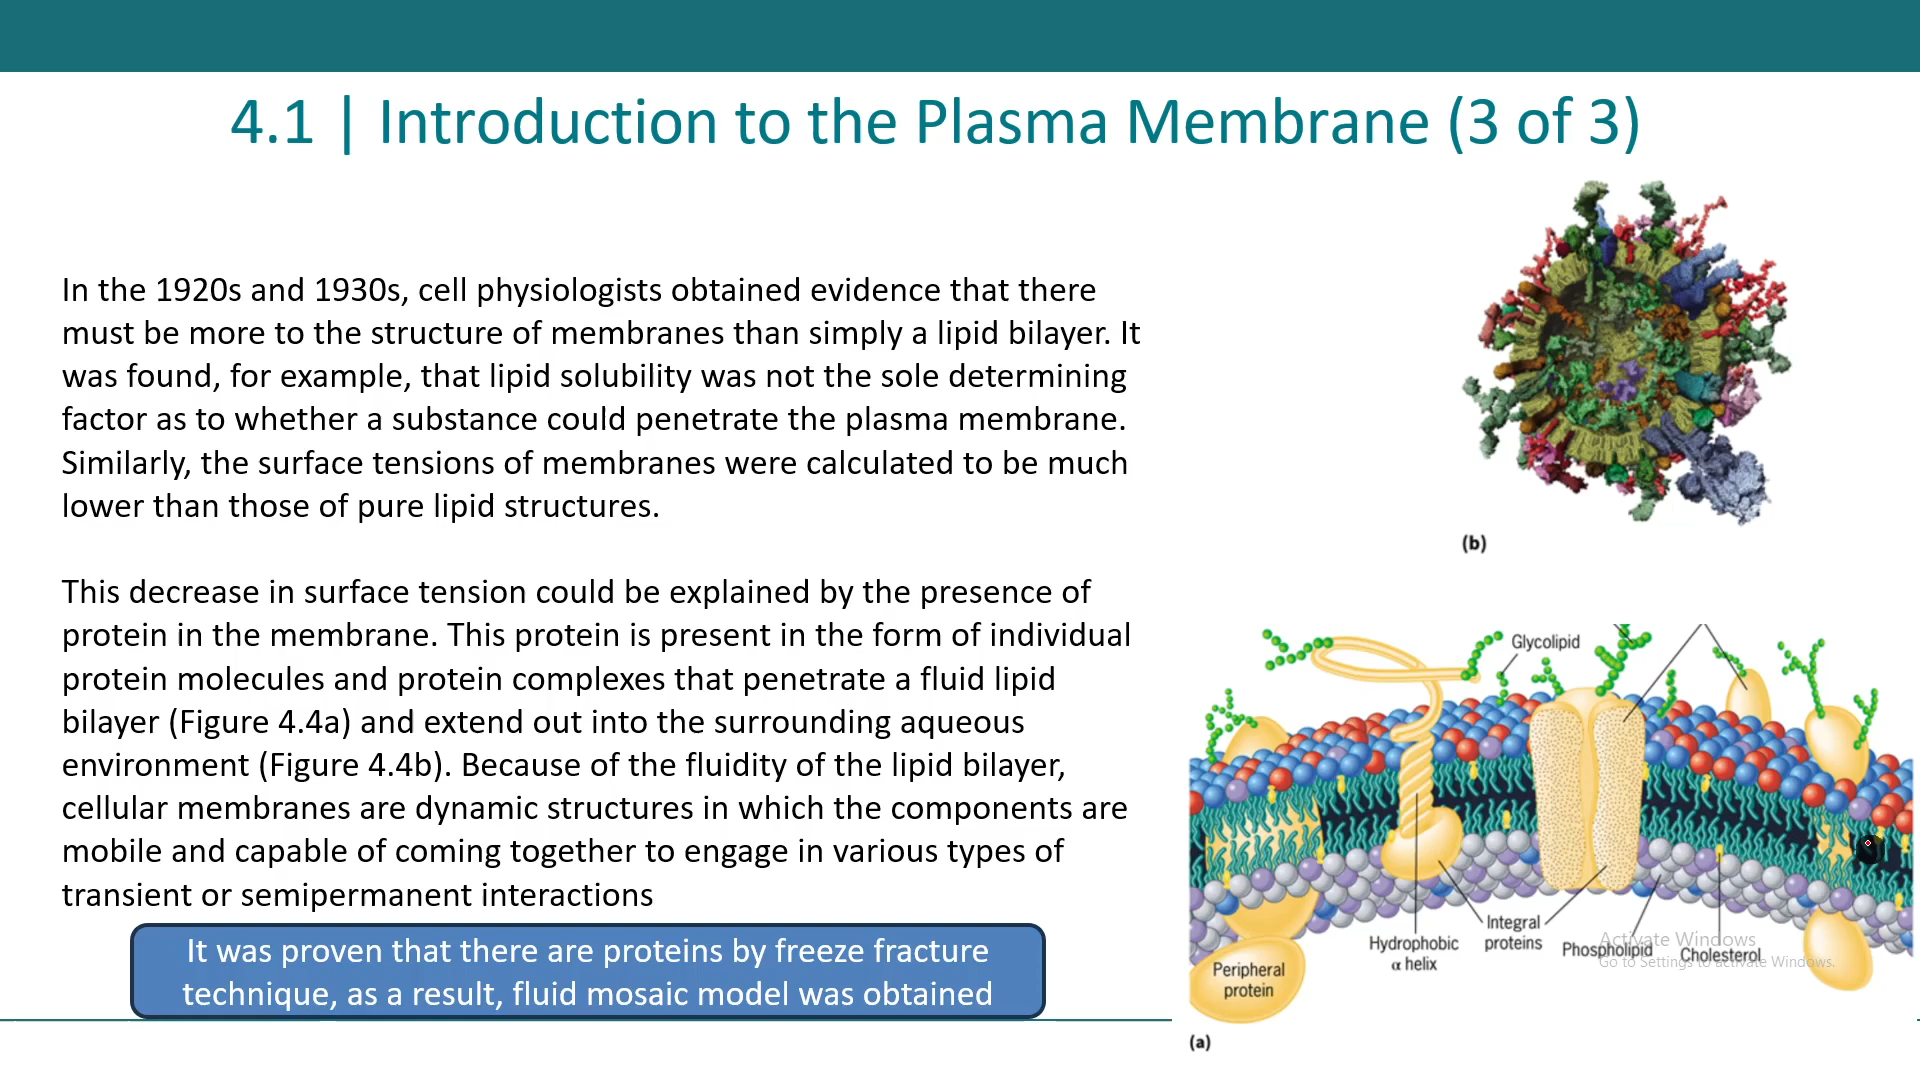 4.1 | Introduction to the Plasma Membrane (3 of 3)
In the 1920s and 1930s, cell physiologists obtained evidence that there
must be more to the structure of membranes than simply a lipid bilayer. It
was found, for example, that lipid solubility was not the sole determining
factor as to whether a substance could penetrate the plasma membrane.
Similarly, the surface tensions of membranes were calculated to be much
lower than those of pure lipid structures.
This decrease in surface tension could be explained by the presence of
protein in the membrane. This protein is present in the form of individual
protein molecules and protein complexes that penetrate a fluid lipid
bilayer (Figure 4.4a) and extend out into the surrounding aqueous
environment (Figure 4.4b). Because of the fluidity of the lipid bilayer,
cellular membranes are dynamic structures in which the components are
mobile and capable of coming together to engage in various types of
transient or semipermanent interactions
It was proven that there are proteins by freeze fracture
technique, as a result, fluid mosaic model was obtained
(b)
Glycolipid
Hydrophobic
α helix
Integral
proteins
Phospholipid
Cholesterol
Peripheral
protein
(a)
Activate Windows
Go to Settings to activate Windows.